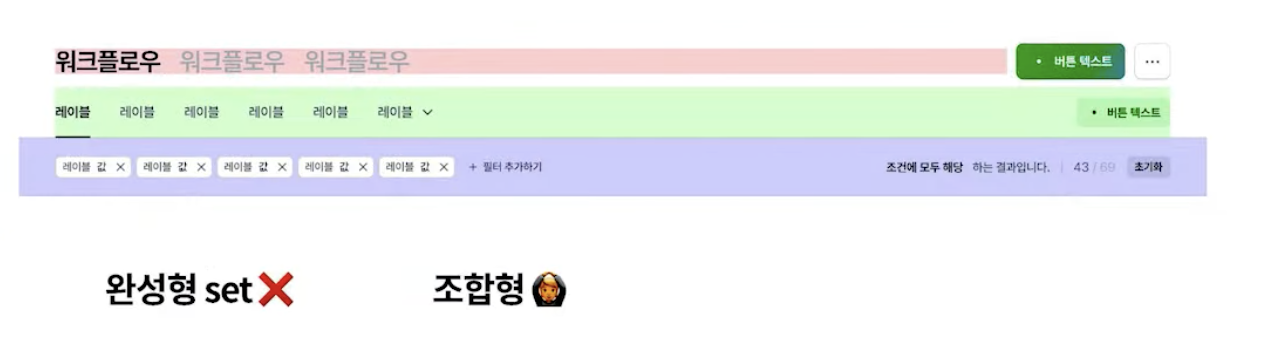 워크플로우 워크플로우 워크플로우 • 버튼 텍스트 ...
레이블 레이블 레이블 레이블 레이블 레이블 • 버튼 텍스트
레이블 값 × 레이블 값 × 레이블 값 × 레이블 값 × 레이블 값 × + 필터 추가하기 조건에 모두 해당 하는 결과입니다. | 43 / 69 초기화
완성형 set❌ 조합형 🙆